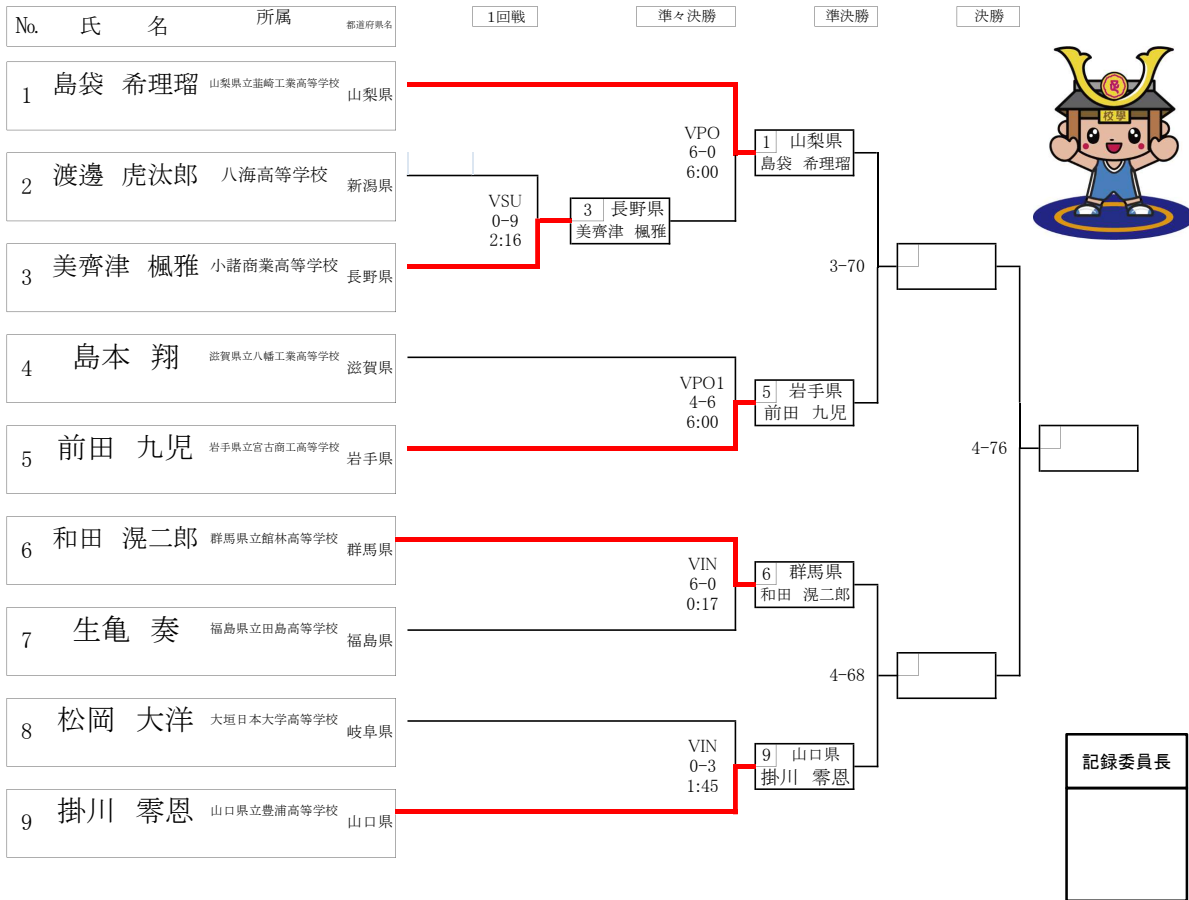 No. 氏 名 所属 都道府県名 1回戦 準々決勝 準決勝 決勝
1 島袋 希理瑠 山梨県立韮崎工業高等学校 山梨県
2 渡邊 虎汰郎 八海高等学校 新潟県
3 美齊津 楓雅 小諸商業高等学校 長野県
4 島本 翔 滋賀県立八幡工業高等学校 滋賀県
5 前田 九児 岩手県立宮古商工高等学校 岩手県
6 和田 滉二郎 群馬県立館林高等学校 群馬県
7 生亀 奏 福島県立田島高等学校 福島県
8 松岡 大洋 大垣日本大学高等学校 岐阜県
9 掛川 零恩 山口県立豊浦高等学校 山口県
VSU
0-9
2:16
3 長野県
美齊津 楓雅
VPO
6-0
6:00
VPO1
4-6
6:00
VIN
6-0
0:17
VIN
0-3
1:45
1 山梨県
島袋 希理瑠
5 岩手県
前田 九児
6 群馬県
和田 滉二郎
9 山口県
掛川 零恩
3-70
4-68
4-76
校學
記録委員長